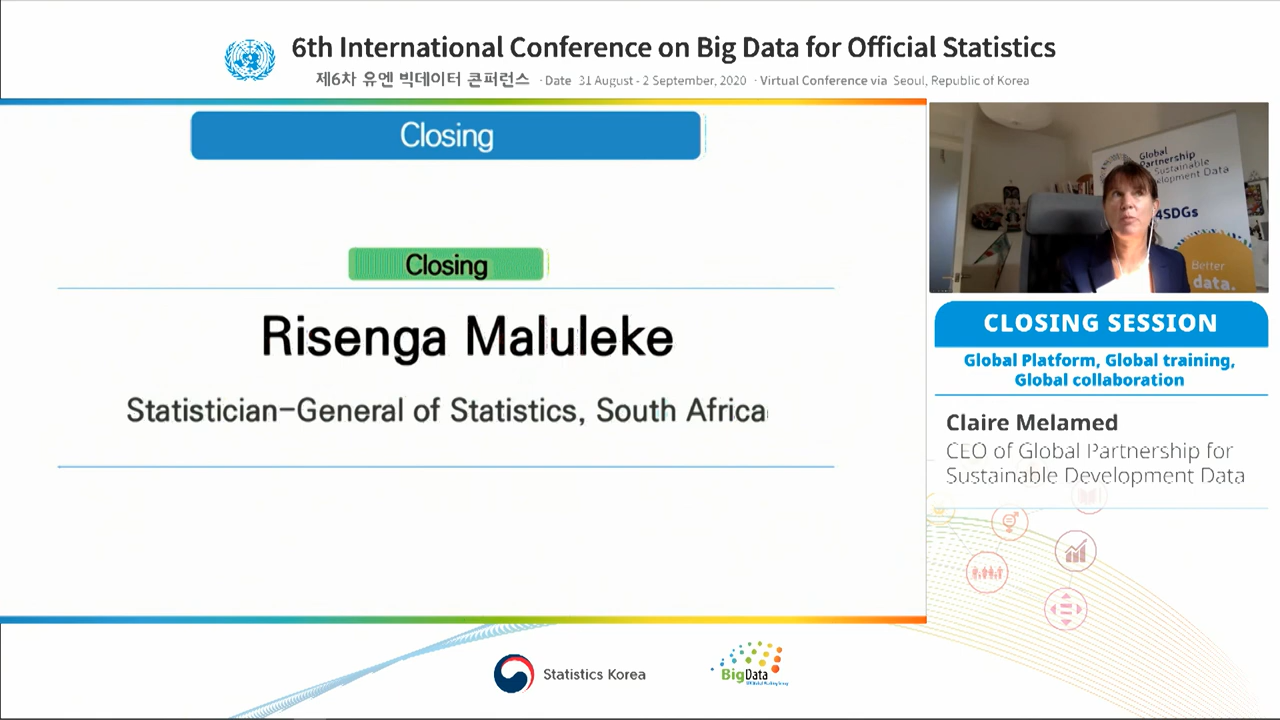 6th International Conference on Big Data for Official Statistics
제6차 유엔 빅데이터 콘퍼런스 · Date 31 August - 2 September, 2020 · Virtual Conference via Seoul, Republic of Korea
Closing
Closing
Risenga Maluleke
Statistician-General of Statistics, South Africa
Global
Partnership
Sustainable
Development Data
4SDGs
Better
data.
CLOSING SESSION
Global Platform, Global training,
Global collaboration
Claire Melamed
CEO of Global Partnership for
Sustainable Development Data
Statistics Korea
BigData